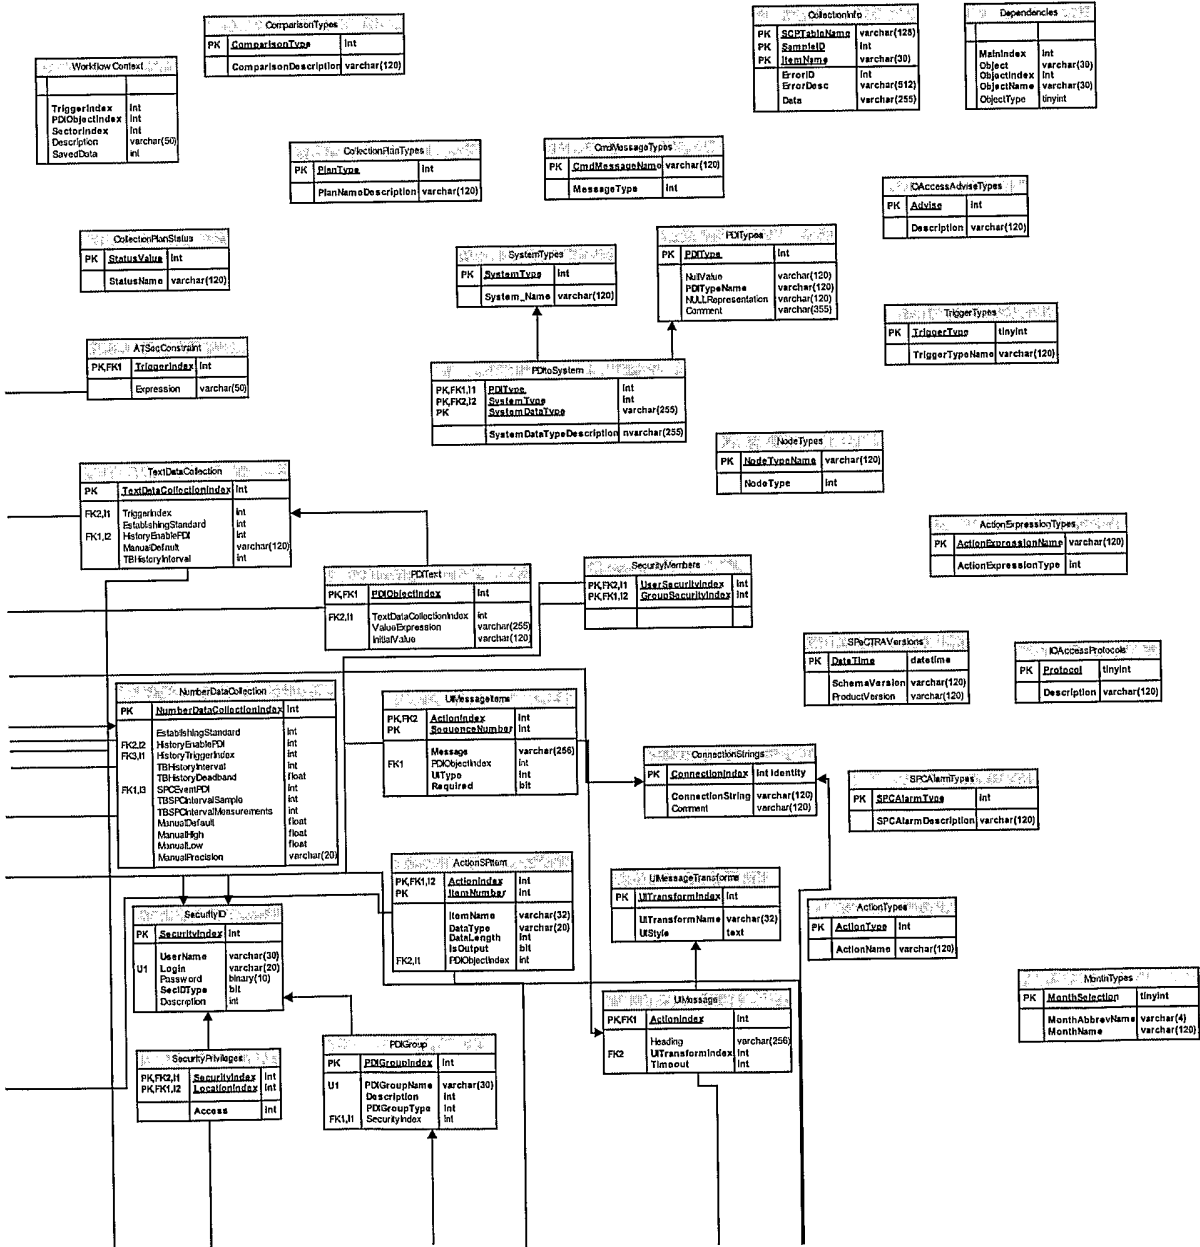 ComparisonTypes
PK ComparisonType int
ComparisonDescription varchar(120)
CollectionInfo
PK SCPTableName varchar(128)
PK SampleID int
PK ItemName varchar(30)
ErrorID int
ErrorDesc varchar(512)
Data varchar(255)
Dependencies
MainIndex int
Object varchar(30)
ObjectIndex int
ObjectName varchar(30)
ObjectType tinyint
Workflow Context
TriggerIndex int
PDIObjectIndex int
SectorIndex int
Description varchar(50)
SavedData int
CollectionPlanTypes
PK PlanType int
PlanNameDescription varchar(120)
CmdMessageTypes
PK CmdMessageName varchar(120)
MessageType int
IOAccessAdviseTypes
PK Advise int
Description varchar(120)
CollectionPlanStatus
PK StatusValue int
StatusName varchar(120)
SystemTypes
PK SystemType int
System_Name varchar(120)
PDITypes
PK PDIType int
NullValue varchar(120)
PDITypeName varchar(120)
NULLRepresentation varchar(120)
Comment varchar(355)
TriggerTypes
PK TriggerType tinyint
TriggerTypeName varchar(120)
ATSecConstraint
PK,FK1 TriggerIndex int
Expression varchar(50)
PDItoSystem
PK,FK1,I1 PDIType int
PK,FK2,I2 SystemType int
PK SystemDataType varchar(255)
SystemDataTypeDescription nvarchar(255)
NodeTypes
PK NodeTypeName varchar(120)
NodeType int
TextDataCollection
PK TextDataCollectionIndex int
FK2,I1 TriggerIndex int
EstablishingStandard int
FK1,I2 HistoryEnablePDI int
ManualDefault varchar(120)
TBHistoryInterval int
ActionExpressionTypes
PK ActionExpressionName varchar(120)
ActionExpressionType int
PDIText
PK,FK1 PDIObjectIndex int
FK2,I1 TextDataCollectionIndex int
ValueExpression varchar(255)
InitialValue varchar(120)
SecurityMembers
PK,FK2,I1 UserSecurityIndex int
PK,FK1,I2 GroupSecurityIndex int
SPeCTRAVersions
PK DateTime datetime
SchemaVersion varchar(120)
ProductVersion varchar(120)
IOAccessProtocols
PK Protocol tinyint
Description varchar(120)
NumberDataCollection
PK NumberDataCollectionIndex int
EstablishingStandard int
FK2,I2 HistoryEnablePDI int
FK3,I1 HistoryTriggerIndex int
TBHistoryInterval int
TBHistoryDeadband float
FK1,I3 SPCEventPDI int
TBSPCIntervalSample int
TBSPCIntervalMeasurements int
ManualDefault float
ManualHigh float
ManualLow float
ManualPrecision varchar(20)
UIMessageItems
PK,FK2 ActionIndex int
PK SequenceNumber int
Message varchar(256)
FK1 PDIObjectIndex int
UIType int
Required bit
ConnectionStrings
PK ConnectionIndex int identity
ConnectionString varchar(120)
Comment varchar(120)
SPCAlarmTypes
PK SPCAlarmType int
SPCAlarmDescription varchar(120)
ActionSPItem
PK,FK1,I2 ActionIndex int
PK ItemNumber int
ItemName varchar(32)
DataType varchar(20)
DataLength int
IsOutput bit
FK2,I1 PDIObjectIndex int
UIMessageTransforms
PK UITransformIndex int
UITransformName varchar(32)
UIStyle text
ActionTypes
PK ActionType int
ActionName varchar(120)
SecurityID
PK SecurityIndex int
UserName varchar(30)
U1 Login varchar(20)
Password binary(10)
SecIDType bit
Description int
MonthTypes
PK MonthSelection tinyint
MonthAbbrevName varchar(4)
MonthName varchar(120)
UIMessage
PK,FK1 ActionIndex int
Heading varchar(256)
FK2 UITransformIndex int
Timeout int
PDIGroup
PK PDIGroupIndex int
U1 PDIGroupName varchar(30)
Description int
PDIGroupType int
FK1,I1 SecurityIndex int
SecurityPrivileges
PK,FK2,I1 SecurityIndex int
PK,FK1,I2 LocationIndex int
Access int